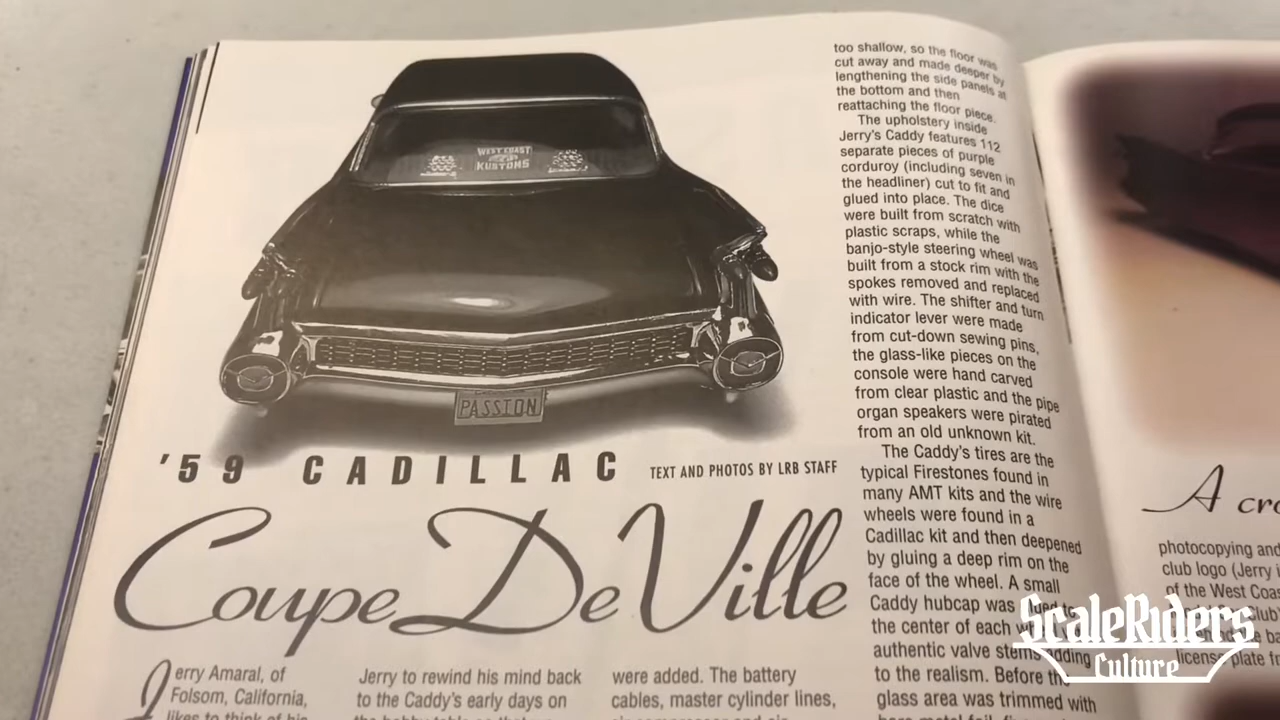 WEST COAST
KUSTOMS
PASSION
'59 CADILLAC
TEXT AND PHOTOS BY LRB STAFF
Coupe DeVille
Jerry Amaral, of
Folsom, California,
likes to think of his
Jerry to rewind his mind back
to the Caddy's early days on
were added. The battery
cables, master cylinder lines,
too shallow, so the floor was
cut away and made deeper by
lengthening the side panels at
the bottom and then
reattaching the floor piece.
The upholstery inside
Jerry's Caddy features 112
separate pieces of purple
corduroy (including seven in
the headliner) cut to fit and
glued into place. The dice
were built from scratch with
plastic scraps, while the
banjo-style steering wheel was
built from a stock rim with the
spokes removed and replaced
with wire. The shifter and turn
indicator lever were made
from cut-down sewing pins,
the glass-like pieces on the
console were hand carved
from clear plastic and the pipe
organ speakers were pirated
from an old unknown kit.
The Caddy's tires are the
typical Firestones found in
many AMT kits and the wire
wheels were found in a
Cadillac kit and then deepened
by gluing a deep rim on the
face of the wheel. A small
Caddy hubcap was glued to
the center of each
authentic valve stems adding
to the realism. Before the
glass area was trimmed with
A
photocopying and
club logo (Jerry
of the West
club
license plate
ScaleRiders
Culture